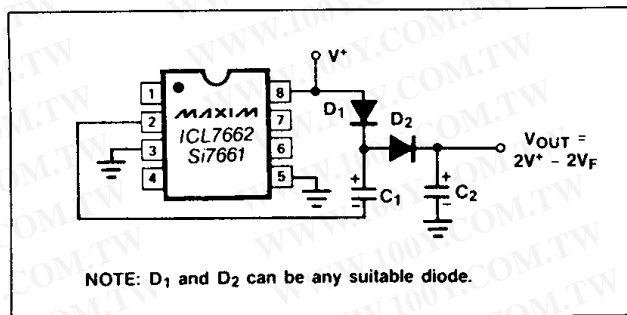 V+
1
8
D1
2
MAXIM
7
D2
ICL7662
VOUT =
2V+ - 2VF
3
Si7661
6
4
5
+
C1
-
+
C2
-
NOTE: D1 and D2 can be any suitable diode.
WWW.100Y.COM.TW